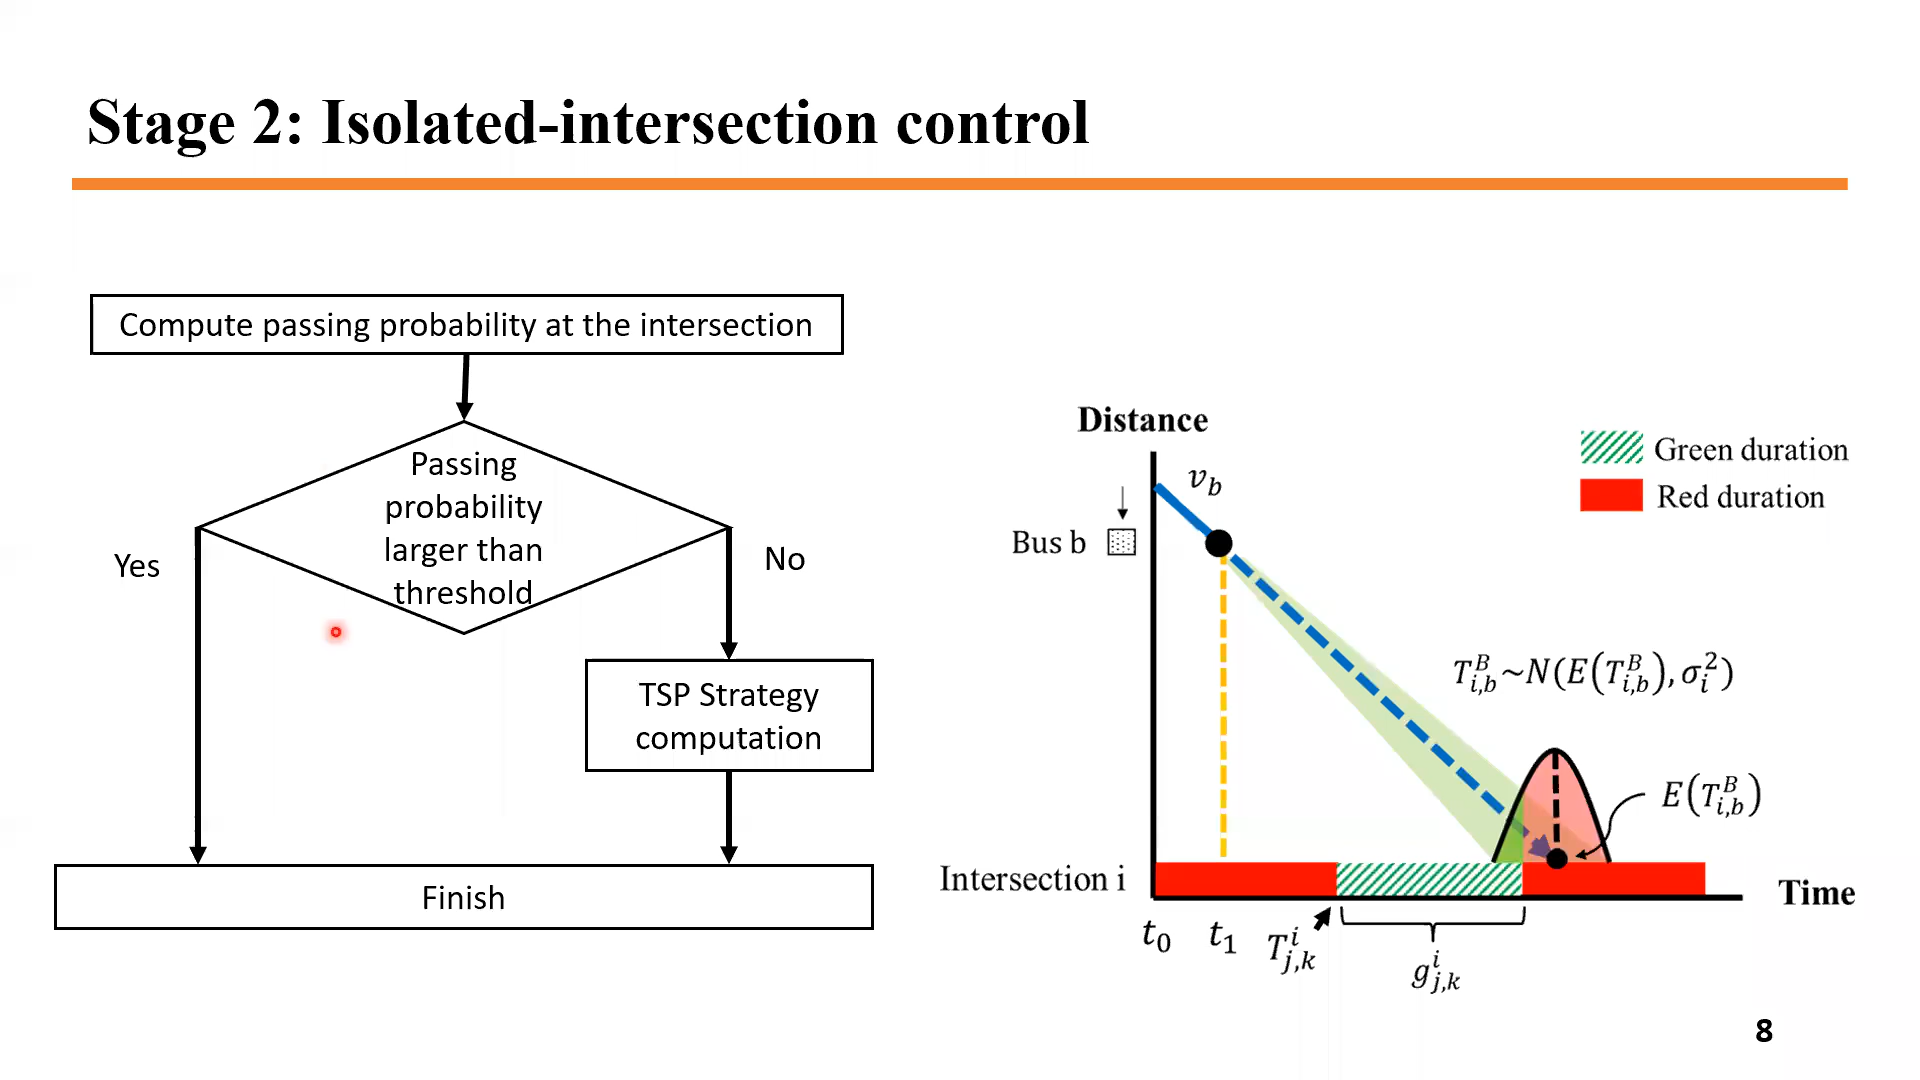 Stage 2: Isolated-intersection control
Compute passing probability at the intersection
Passing
probability
larger than
threshold
Yes
No
TSP Strategy
computation
Finish
Distance
Green duration
Red duration
v_b
Bus b
T_{i,b}^B~N(E(T_{i,b}^B), σ_i^2)
E(T_{i,b}^B)
Intersection i
Time
t_0
t_1
T_{j,k}^i
g_{j,k}^i
8